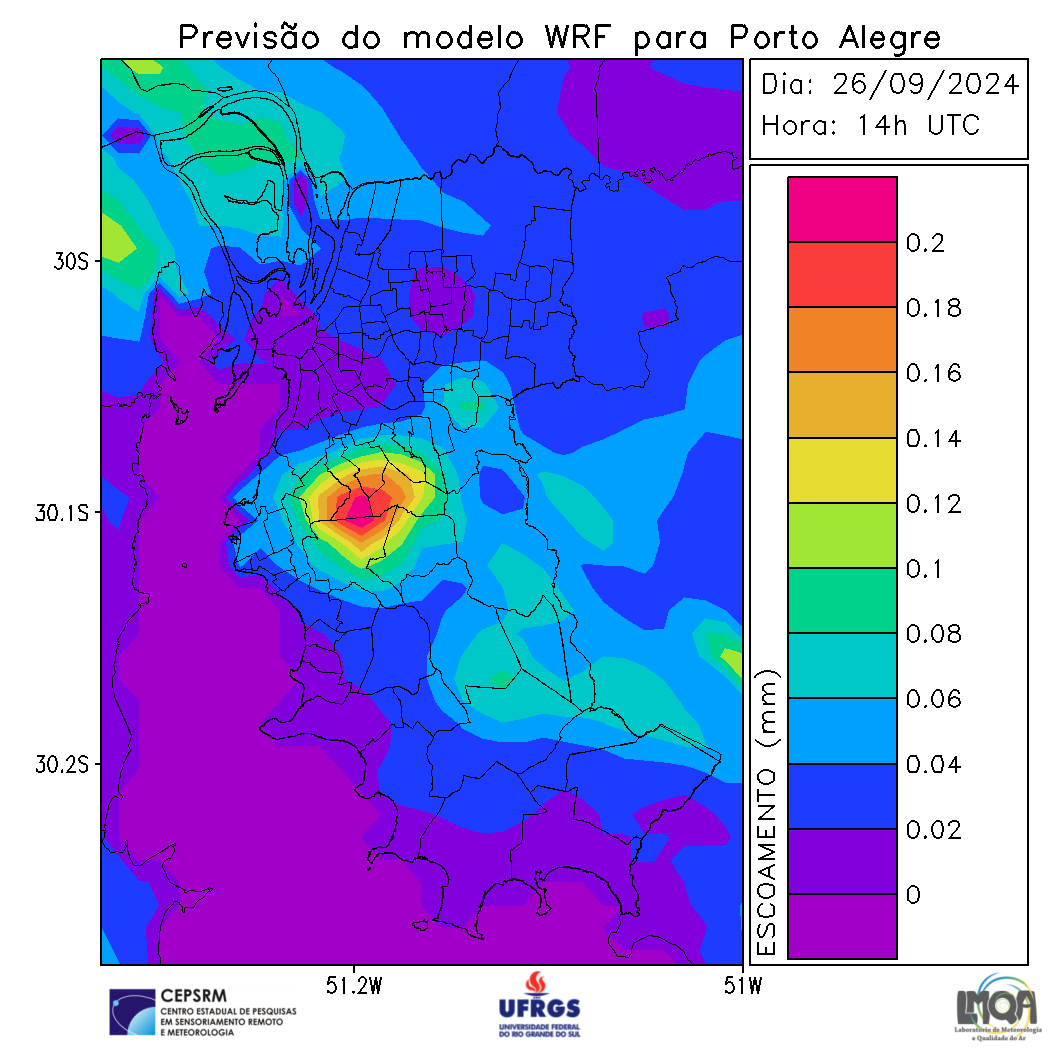 Previsão do modelo WRF para Porto Alegre
Dia: 26/09/2024
Hora: 14h UTC
30S
30.1S
30.2S
51.2W
51W
ESCOAMENTO (mm)
0.2
0.18
0.16
0.14
0.12
0.1
0.08
0.06
0.04
0.02
0
CEPSRM
CENTRO ESTADUAL DE PESQUISAS
EM SENSORIAMENTO REMOTO
E METEOROLOGIA
UFRGS
UNIVERSIDADE FEDERAL
DO RIO GRANDE DO SUL
LMQA
Laboratório de Meteorologia
e Qualidade do Ar